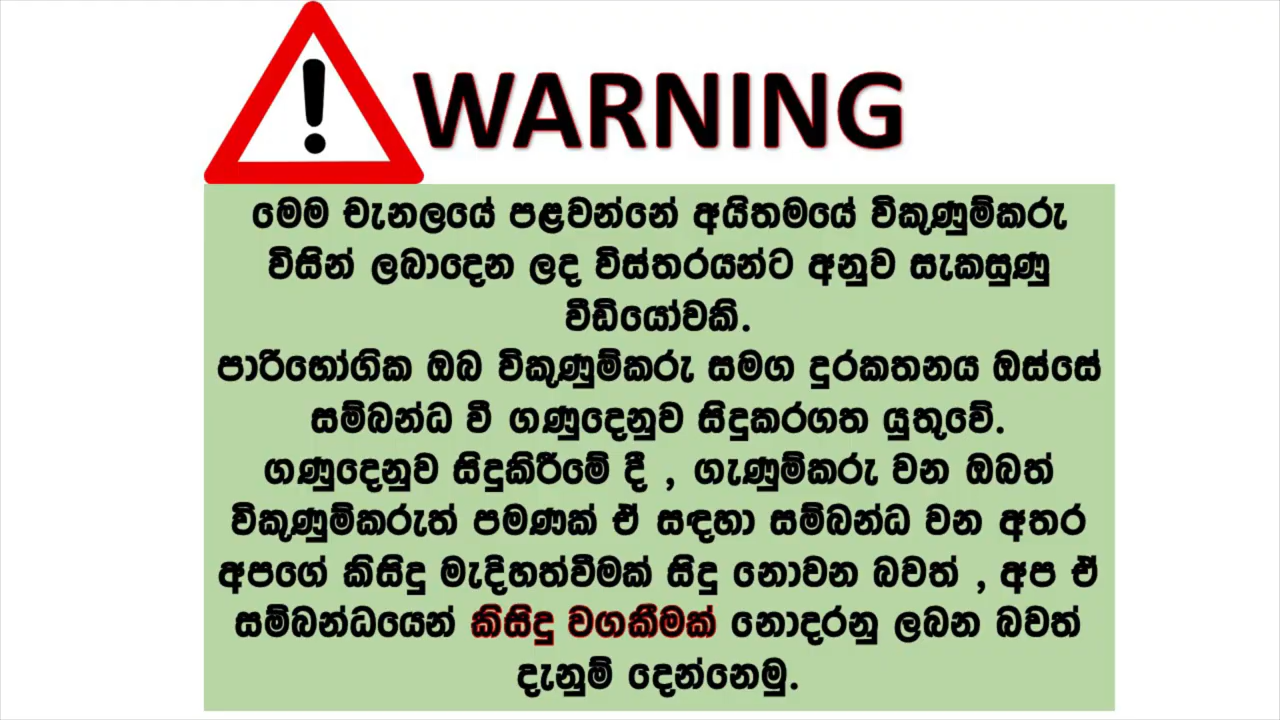 WARNING
මෙම චැනලයේ පළවන්නේ අයිතමයේ විකුණුම්කරු
විසින් ලබාදෙන ලද විස්තරයන්ට අනුව සැකසුණු
වීඩියෝවකි.
පාරිභෝගික ඔබ විකුණුම්කරු සමග දුරකතනය ඔස්සේ
සම්බන්ධ වී ගණුදෙනුව සිදුකරගත යුතුවේ.
ගණුදෙනුව සිදුකිරීමේ දී , ගැණුම්කරු වන ඔබත්
විකුණුම්කරුත් පමණක් ඒ සඳහා සම්බන්ධ වන අතර
අපගේ කිසිදු මැදිහත්වීමක් සිදු නොවන බවත් , අප ඒ
සම්බන්ධයෙන් කිසිදු වගකීමක් නොදරනු ලබන බවත්
දැනුම් දෙන්නෙමු.